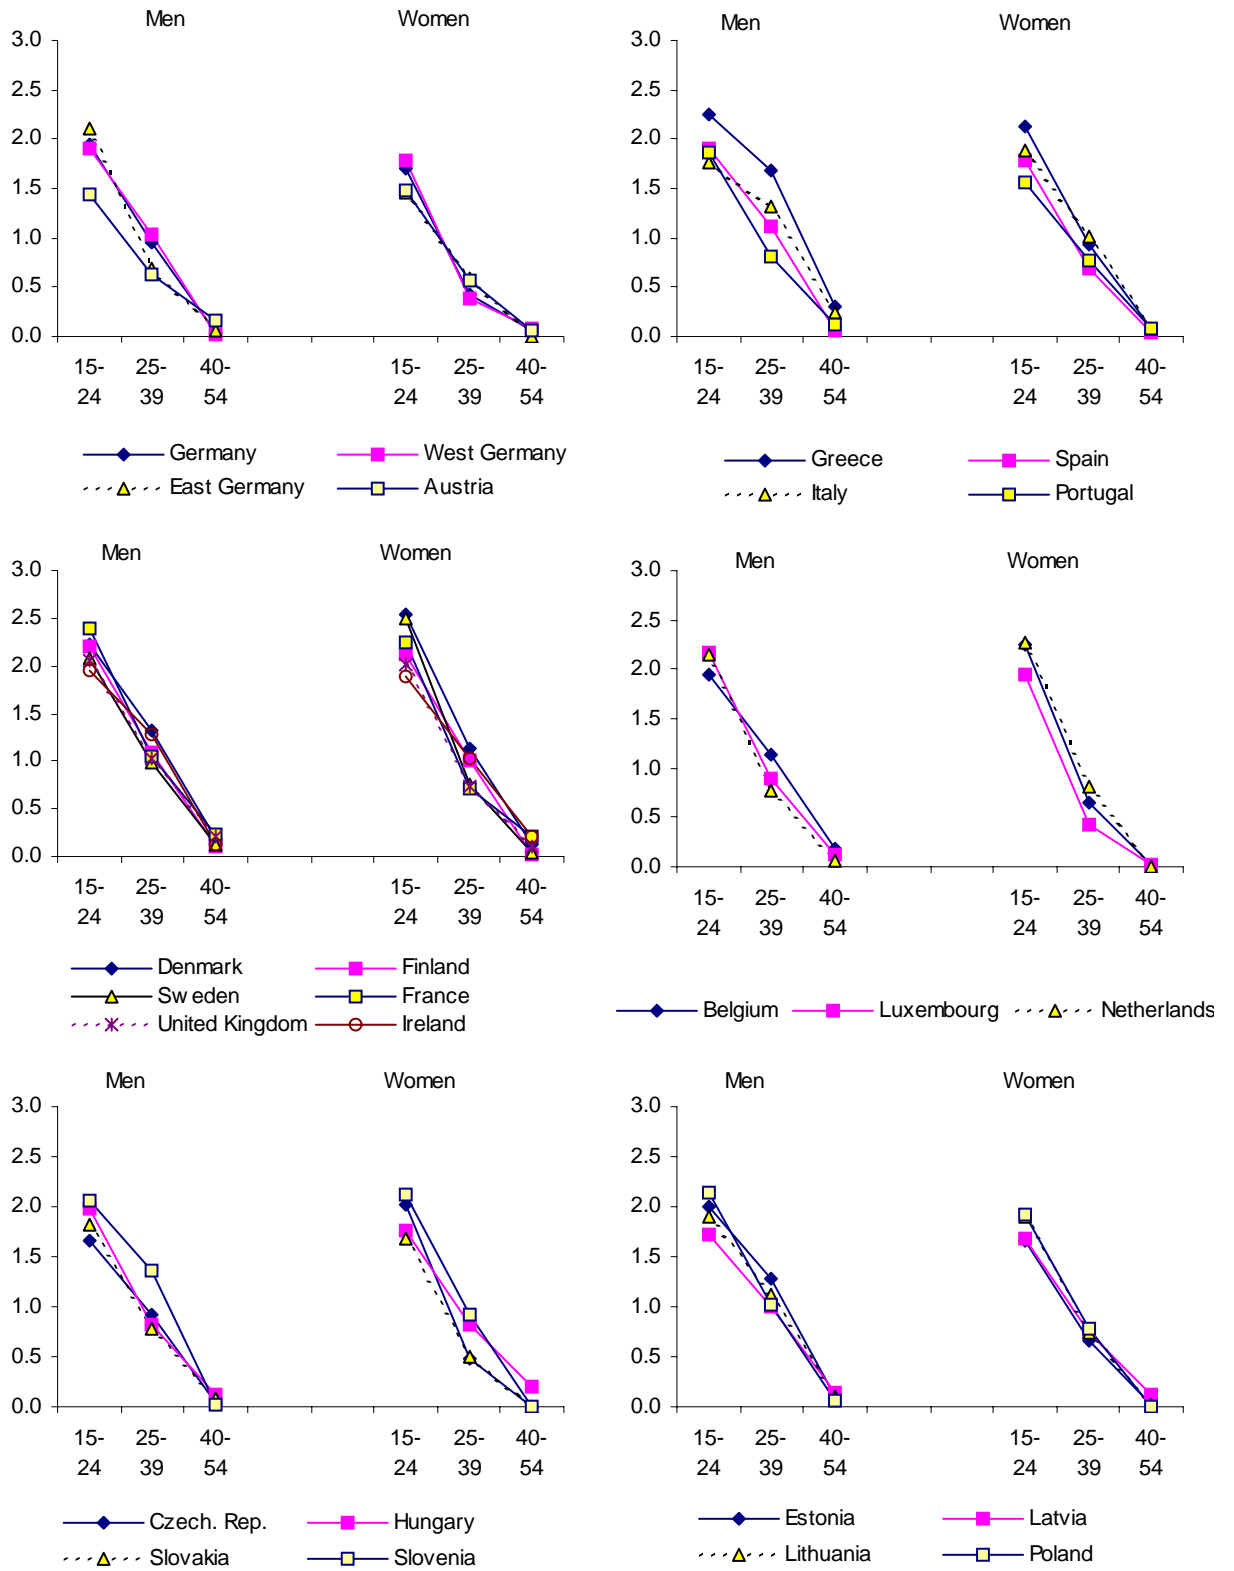 Men Women
3.0
2.5
2.0
1.5
1.0
0.5
0.0
15- 25- 40- 15- 25- 40-
24 39 54 24 39 54
Germany West Germany
East Germany Austria
Men Women
3.0
2.5
2.0
1.5
1.0
0.5
0.0
15- 25- 40- 15- 25- 40-
24 39 54 24 39 54
Greece Spain
Italy Portugal
Men Women
3.0
2.5
2.0
1.5
1.0
0.5
0.0
15- 25- 40- 15- 25- 40-
24 39 54 24 39 54
Denmark Finland
Sweden France
United Kingdom Ireland
Men Women
3.0
2.5
2.0
1.5
1.0
0.5
0.0
15- 25- 40- 15- 25- 40-
24 39 54 24 39 54
Belgium Luxembourg Netherlands
Men Women
3.0
2.5
2.0
1.5
1.0
0.5
0.0
15- 25- 40- 15- 25- 40-
24 39 54 24 39 54
Czech. Rep. Hungary
Slovakia Slovenia
Men Women
3.0
2.5
2.0
1.5
1.0
0.5
0.0
15- 25- 40- 15- 25- 40-
24 39 54 24 39 54
Estonia Latvia
Lithuania Poland